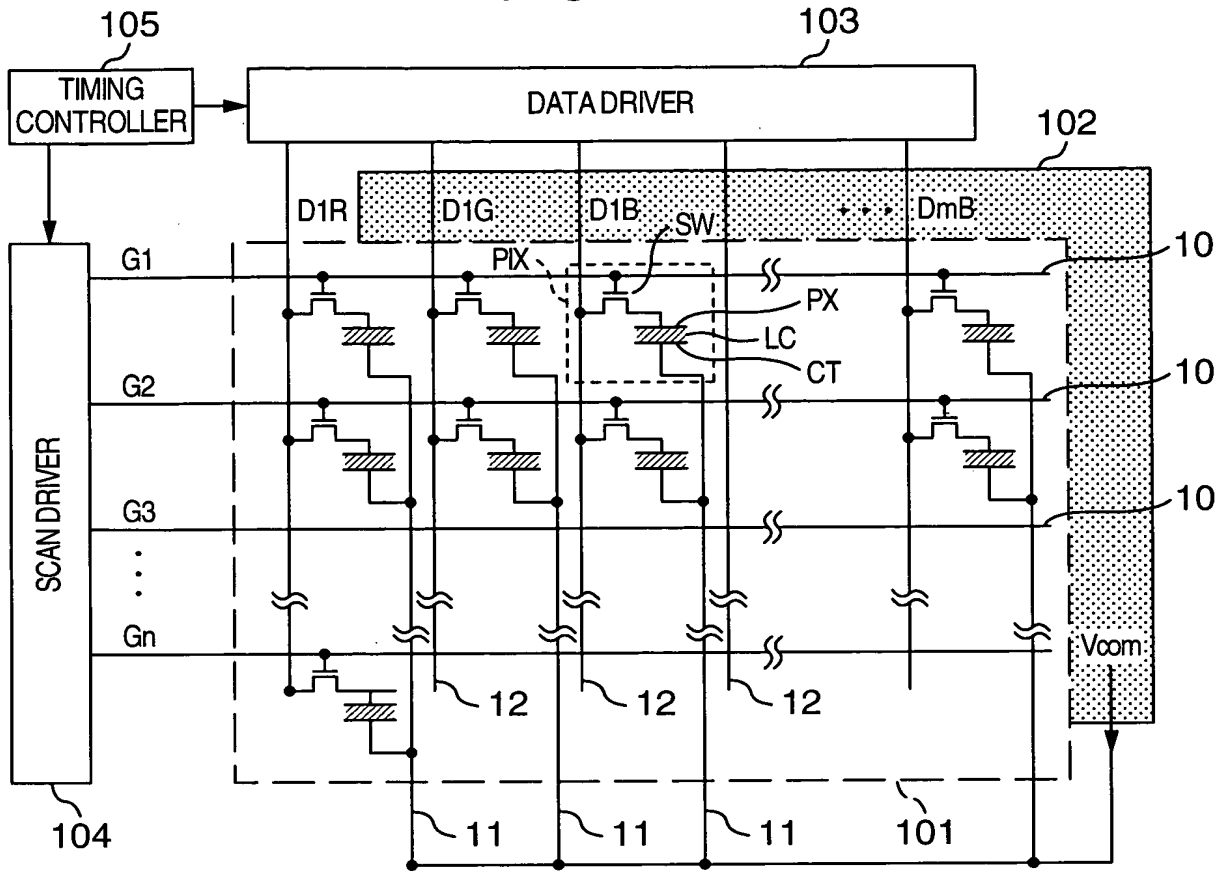 105
103
TIMING
CONTROLLER
DATA DRIVER
102
D1R
D1G
D1B
DmB
SW
PIX
G1
10
PX
LC
CT
G2
10
SCAN DRIVER
G3
10
Gn
Vcom
12
12
104
11
11
11
101